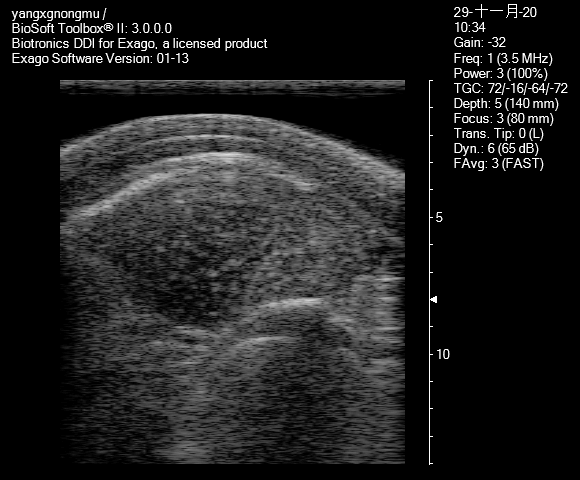 yangxgnongmu /
BioSoft Toolbox® II: 3.0.0.0
Biotronics DDI for Exago, a licensed product
Exago Software Version: 01-13
29-十一月-20
10:34
Gain: -32
Freq: 1 (3.5 MHz)
Power: 3 (100%)
TGC: 72/-16/-64/-72
Depth: 5 (140 mm)
Focus: 3 (80 mm)
Trans. Tip: 0 (L)
Dyn.: 6 (65 dB)
FAvg: 3 (FAST)
5
10